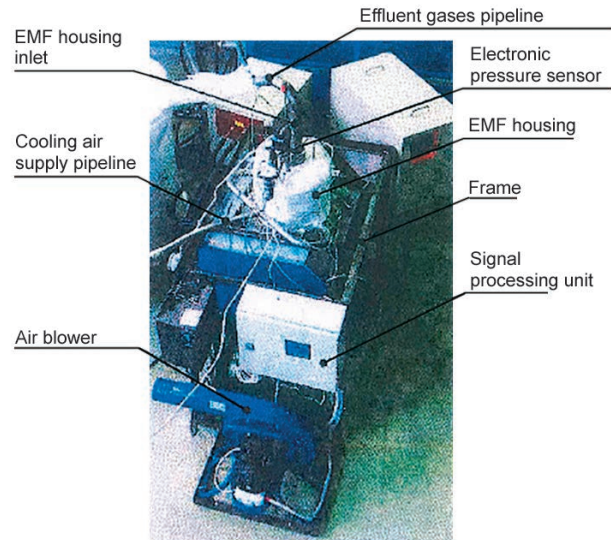 Effluent gases pipeline
EMF housing
inlet
Electronic
pressure sensor
EMF housing
Cooling air
supply pipeline
Frame
Signal
processing unit
Air blower